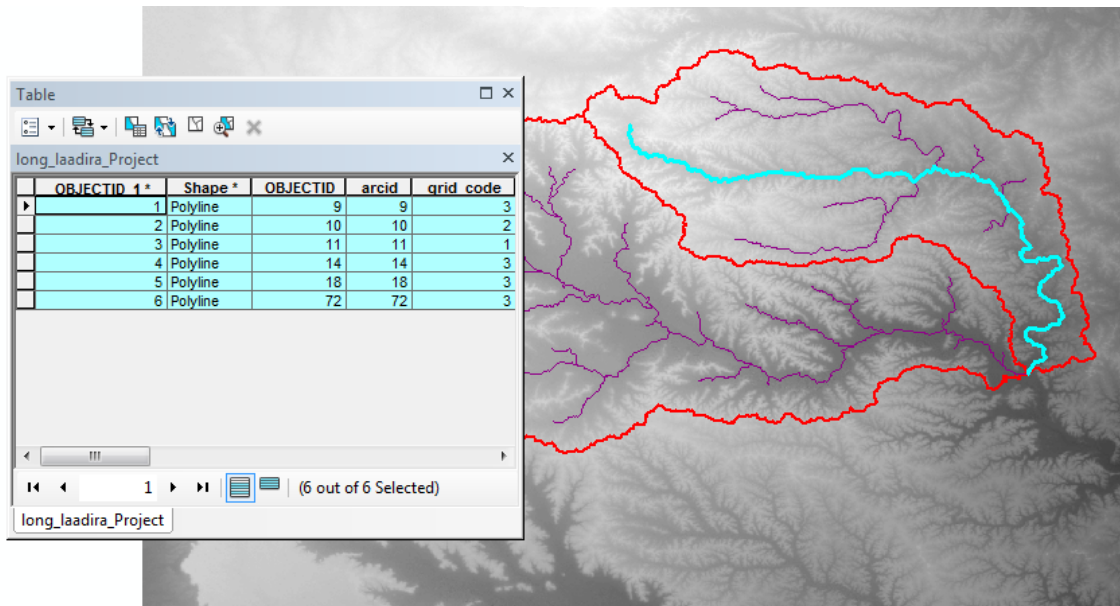 Table
long_laadira_Project
OBJECTID_1 * Shape * OBJECTID arcid grid_code
1 Polyline 9 9 3
2 Polyline 10 10 2
3 Polyline 11 11 1
4 Polyline 14 14 3
5 Polyline 18 18 3
6 Polyline 72 72 3
1 (6 out of 6 Selected)
long_laadira_Project